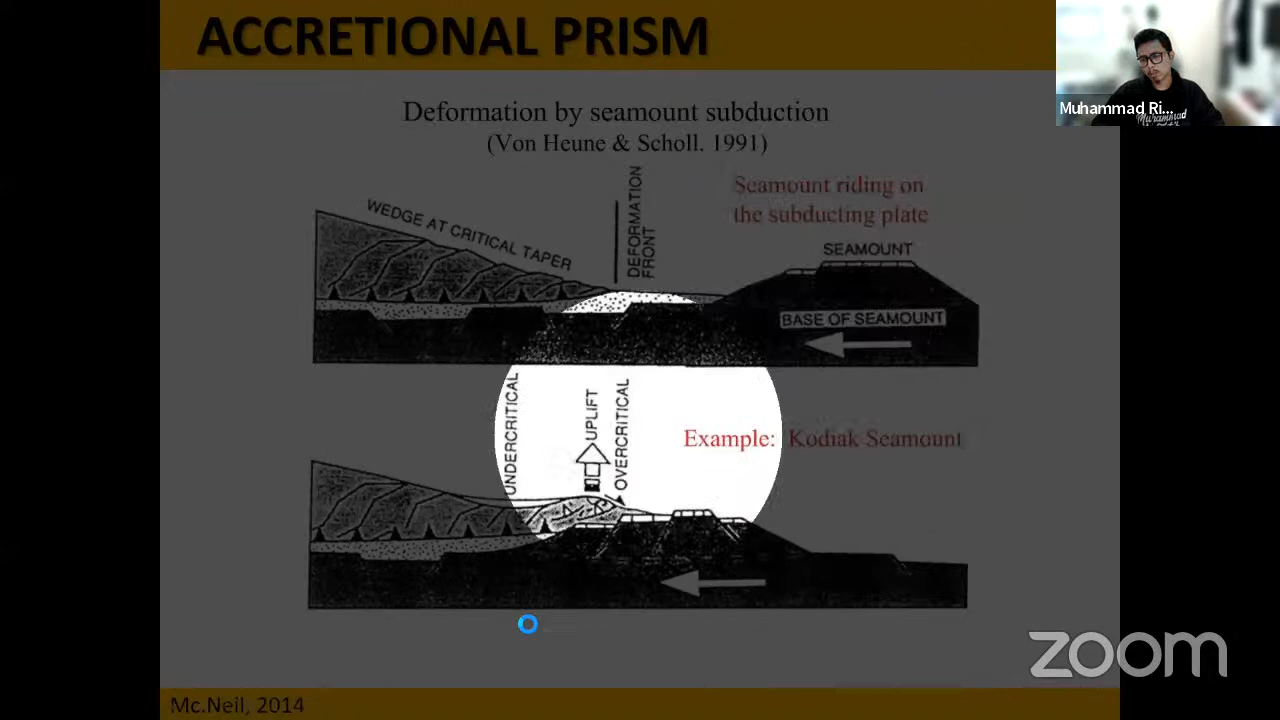 ACCRETIONAL PRISM
Muhammad Ri...
Muhammad
Deformation by seamount subduction
(Von Heune & Scholl. 1991)
WEDGE AT CRITICAL TAPER
DEFORMATION
FRONT
Seamount riding on
the subducting plate
SEAMOUNT
BASE OF SEAMOUNT
UNDERCRITICAL
UPLIFT
OVERCRITICAL
Example: Kodiak Seamount
zoom
Mc.Neil, 2014